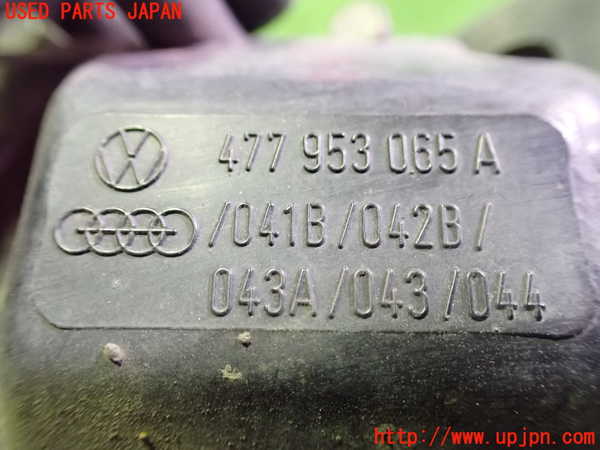 USED PARTS JAPAN
477 953 065 A
/041B/042B/
043A/043/044
http://www.upjpn.com